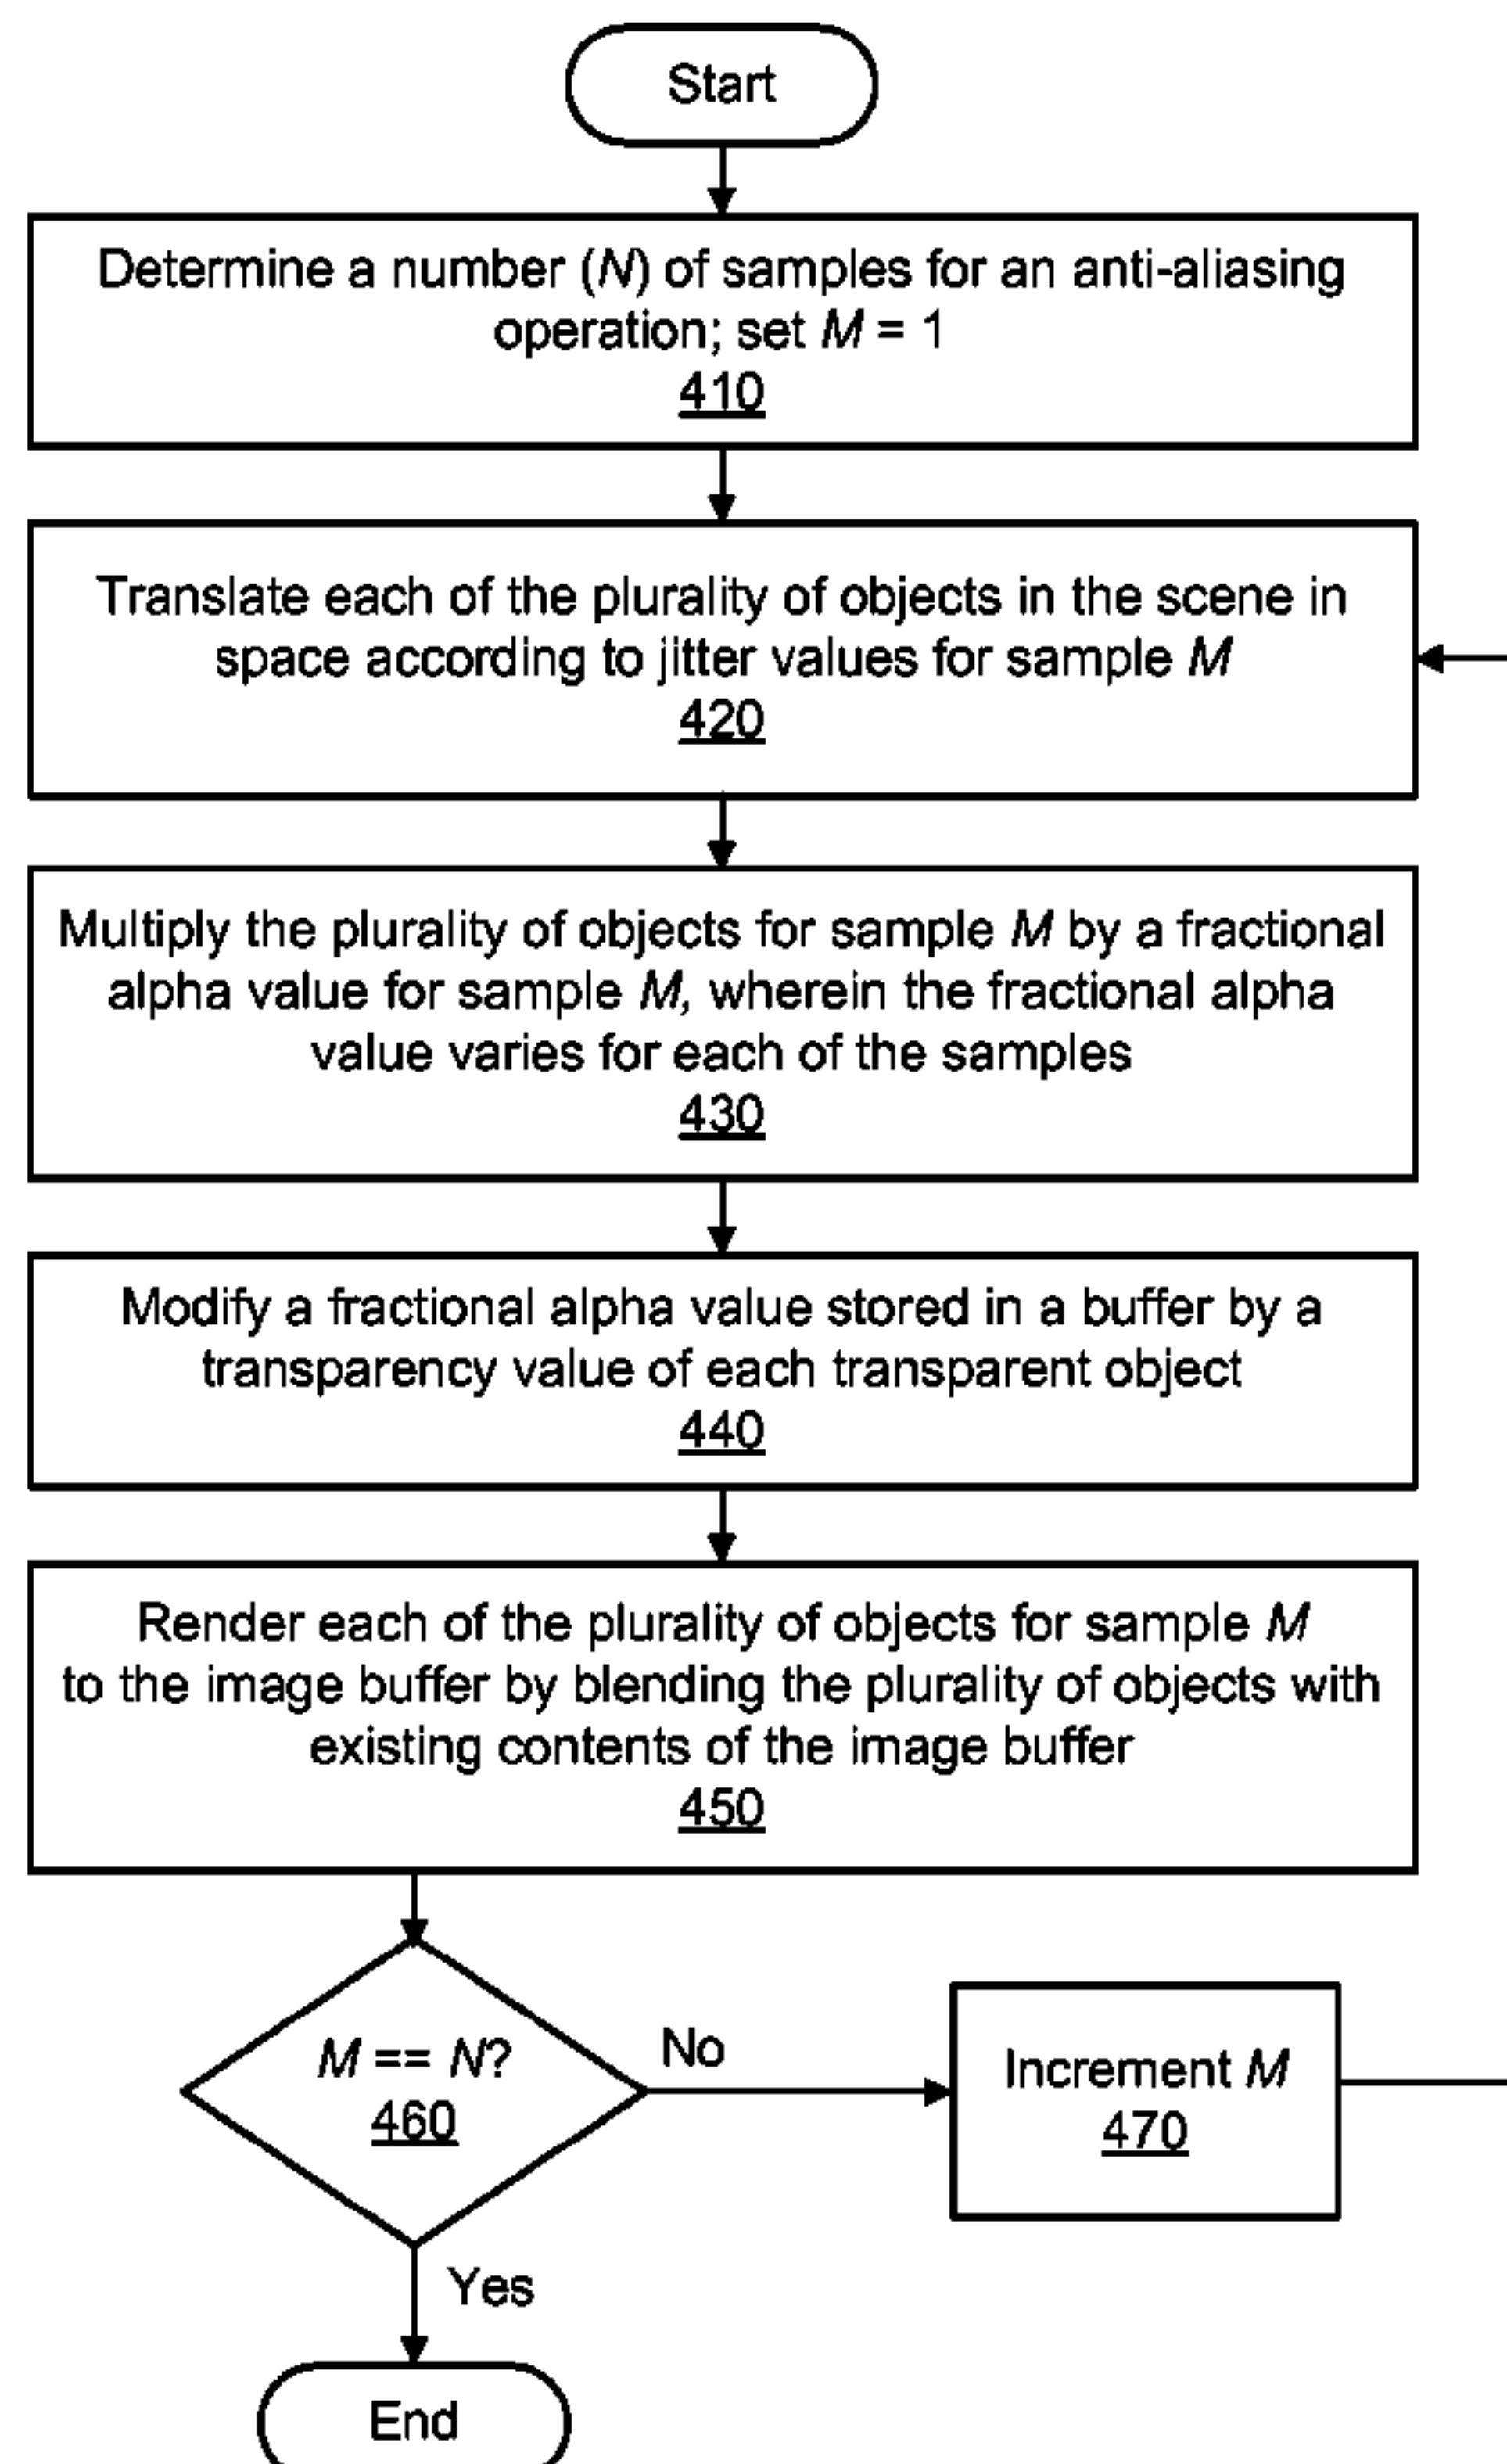 Start
Determine a number (N) of samples for an anti-aliasing
operation; set M = 1
410
Translate each of the plurality of objects in the scene in
space according to jitter values for sample M
420
Multiply the plurality of objects for sample M by a fractional
alpha value for sample M, wherein the fractional alpha
value varies for each of the samples
430
Modify a fractional alpha value stored in a buffer by a
transparency value of each transparent object
440
Render each of the plurality of objects for sample M
to the image buffer by blending the plurality of objects with
existing contents of the image buffer
450
M == N?
460
No
Increment M
470
Yes
End